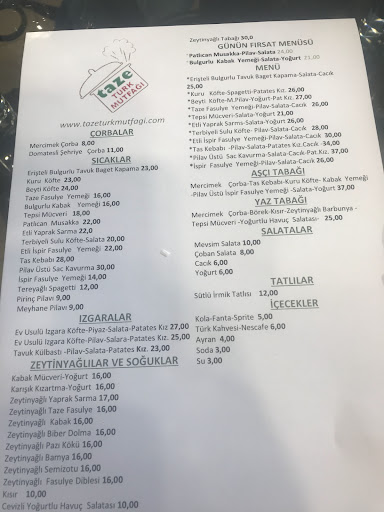 taze
TÜRK
MUTFAĞI
www.tazeturkmutfagi.com
ÇORBALAR
Mercimek Çorba 8,00
Domatesli Şehriye Çorba 11,00
SICAKLAR
Erişteli Bulgurlu Tavuk Baget Kapama 23,00
Kuru Köfte 23,00
Beyti Köfte 24,00
Taze Fasulye Yemeği 16,00
Bulgurlu Kabak Yemeği 16,00
Tepsi Mücveri 18,00
Patlıcan Musakka 22,00
Etli Yaprak Sarma 22,0
Terbiyeli Sulu Köfte-Salata 20,00
Etli İspir Fasulye Yemeği 22,00
Tas Kebabı 28,00
Pilav Üstü Sac Kavurma 30,00
İspir Fasulye Yemeği 14,00
Tereyağlı Spagetti 12,00
Pirinç Pilavı 9,00
Meyhane Pilavı 9,00
IZGARALAR
Ev Usulü Izgara Köfte-Piyaz-Salata-Patates Kız 27,00
Ev Usulü Izgara Köfte-Pilav-Salara-Patates Kız 25,00
Tavuk Külbastı -Pilav-Salata-Patates Kız. 23,00
ZEYTİNYAĞLILAR VE SOĞUKLAR
Kabak Mücveri-Yoğurt 16,00
Karışık Kızartma-Yoğurt 16,00
Zeytinyağlı Yaprak Sarma 17,00
Zeytinyağlı Taze Fasulye 16,00
Zeytinyağlı Kabak 16,00
Zeytinyağlı Biber Dolma 16,00
Zeytinyağlı Pazı Kökü 16,00
Zeytinyağlı Bamya 16,00
Zeytinyağlı Semizotu 16,00
Zeytinyağlı Fasulye Diblesi 16,00
Kısır 10,00
Cevizli Yoğurtlu Havuç Salatası 10,00
Zeytinyağlı Tabağı 30,0
GÜNÜN FIRSAT MENÜSÜ
*Patlıcan Musakka-Pilav-Salata 24,00
*Bulgurlu Kabak Yemeği-Salata-Yoğurt 21,00
MENÜ
*Erişteli Bulgurlu Tavuk Baget Kapama-Salata-Cacık
25,00
*Kuru Köfte-Spagetti-Patates Kız. 26,00
*Beyti Köfte-M.Pilav-Yoğurt-Pat.Kız 27,00
*Taze Fasulye Yemeği-Pilav-Salata-Cacık 26,00
*Tepsi Mücveri-Salata-Yoğurt 21,00
*Etli Yaprak Sarma-Salata-Yoğurt 26,00
*Terbiyeli Sulu Köfte -Pilav-Salata-Cacık 28,00
*Etli İspir Fasulye Yemeği-Pilav-Salata-Cacık 30,00
*Tas Kebabı -Pilav-Salata-Patates Kız.Cacık 34,00
*Pilav Üstü Sac Kavurma-Salata-Cacık-Pat.Kız. 37,00
*İspir Fasulye Yemeği-Pilav-Salata-Cacık 26,00
AŞÇI TABAĞI
Mercimek Çorba-Tas Kebabı-Kuru Köfte- Kabak Yemeği
-Pilav-Üstü İspir Fasulye Yemeği -Salata-Yoğurt 37,00
YAZ TABAĞI
Mercimek Çorba-Börek-Kısır-Zeytinyağlı Barbunya -
Tepsi Mücveri -Yoğurtlu Havuç Salatası- 25,00
SALATALAR
Mevsim Salata 10,00
Çoban Salata 8,00
Cacık 6,00
Yoğurt 6,00
TATLILAR
Sütlü İrmik Tatlısı 12,00
İÇECEKLER
Kola-Fanta-Sprite 5,00
Türk Kahvesi-Nescafe 6,00
Ayran 4,00
Soda 3,00
Su 3,00